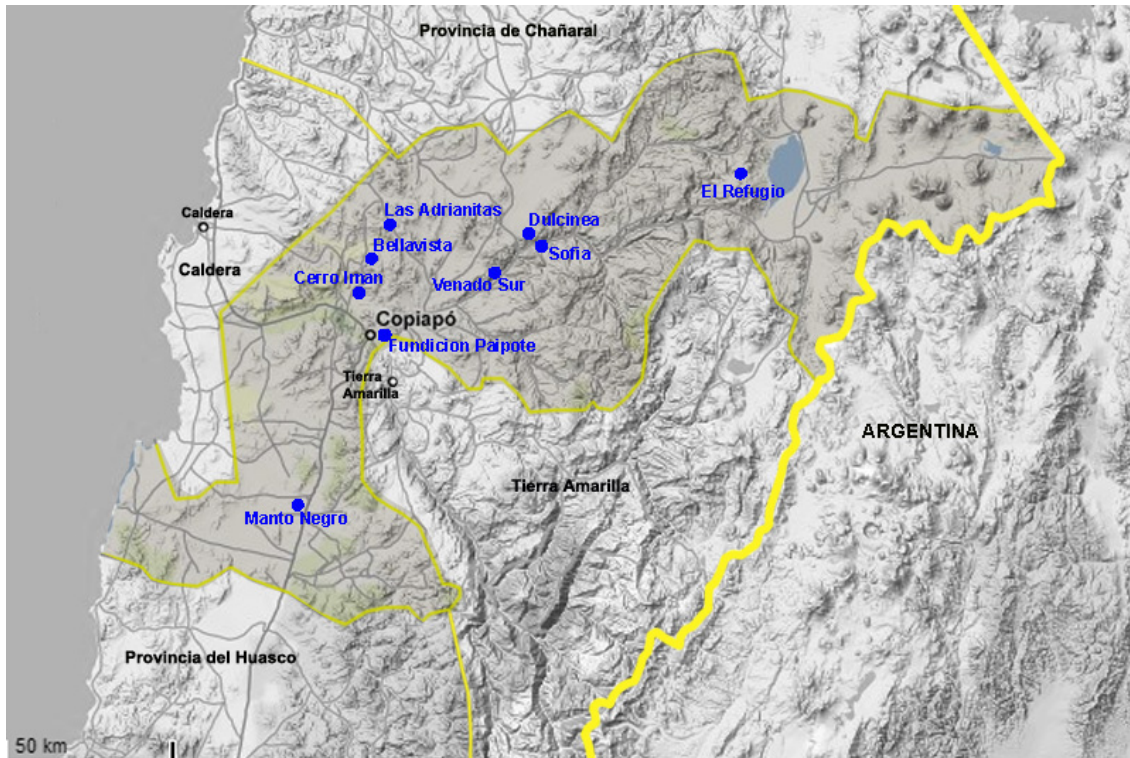 Provincia de Chañaral
El Refugio
Las Adrianitas
Caldera
Dulcinea
Bellavista
Sofia
Caldera
Cerro Iman
Venado Sur
Copiapó
Fundicion Paipote
Tierra
Amarilla
ARGENTINA
Tierra Amarilla
Manto Negro
Provincia del Huasco
50 km